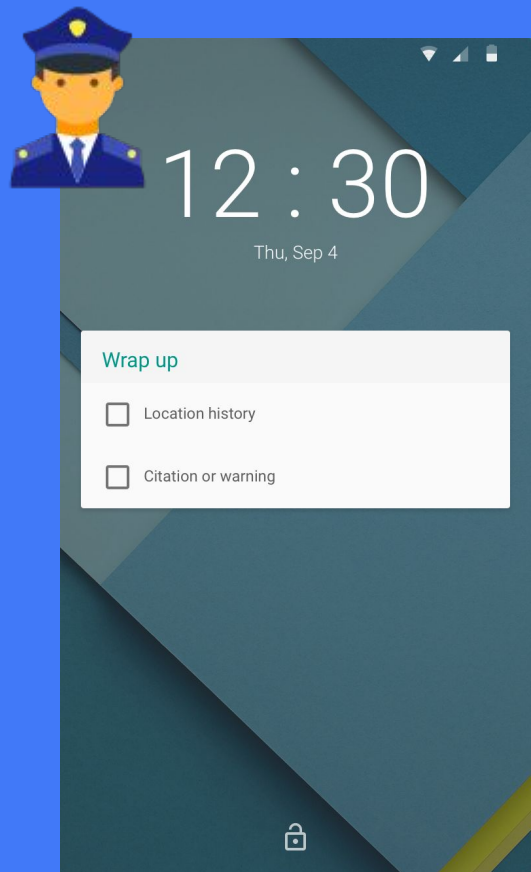 12 : 30
Thu, Sep 4
Wrap up
Location history
Citation or warning